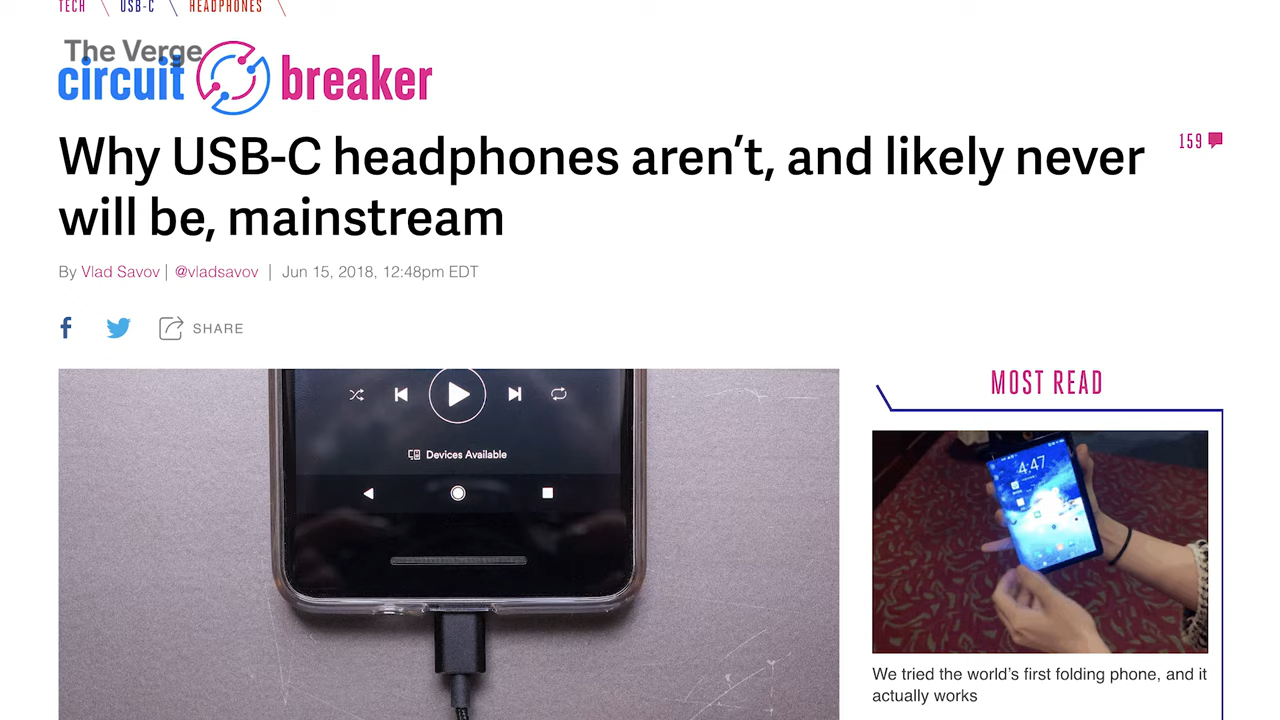 TECH USB-C HEADPHONES
The Verge
circuit breaker
Why USB-C headphones aren't, and likely never
will be, mainstream
159
By Vlad Savov | @vladsavov | Jun 15, 2018, 12:48pm EDT
f SHARE
MOST READ
Devices Available
4:47
We tried the world's first folding phone, and it
actually works